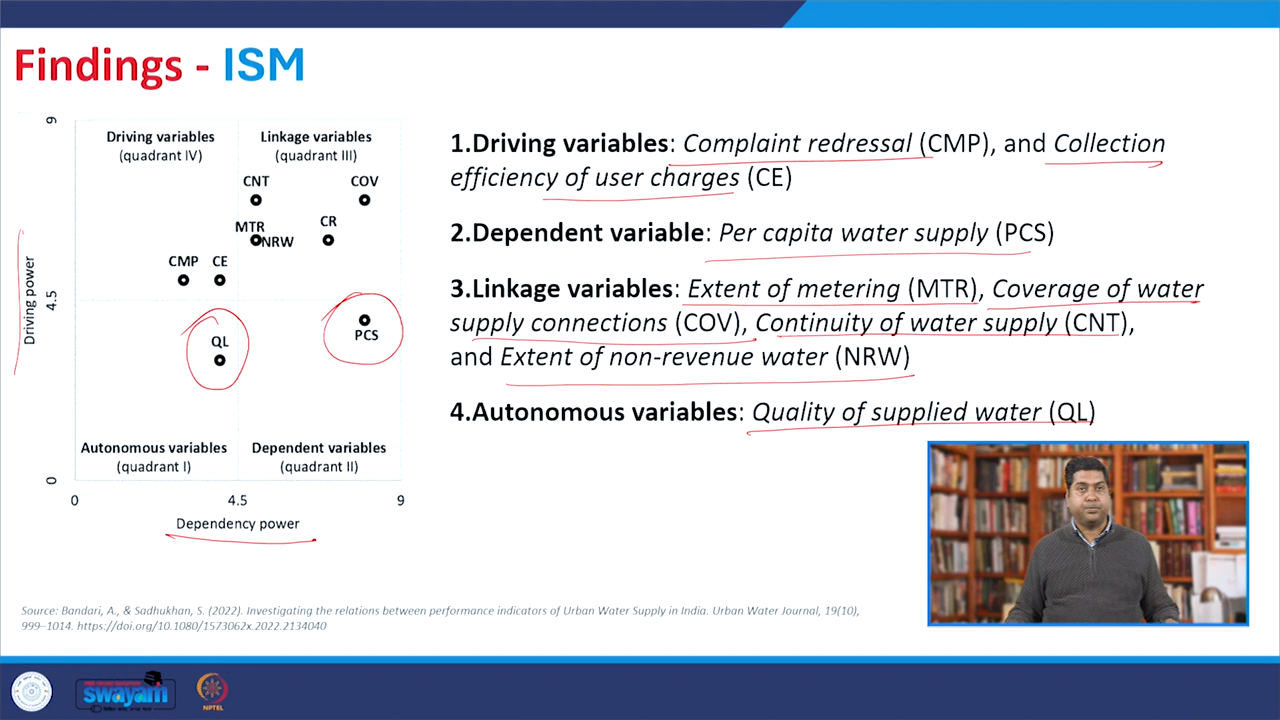 Findings - ISM
9
Driving variables
(quadrant IV)
Linkage variables
(quadrant III)
CNT
COV
MTR
NRW
CR
CMP
CE
Driving power
4.5
QL
PCS
Autonomous variables
(quadrant I)
Dependent variables
(quadrant II)
0
0
4.5
9
Dependency power
1.Driving variables: Complaint redressal (CMP), and Collection
efficiency of user charges (CE)
2.Dependent variable: Per capita water supply (PCS)
3.Linkage variables: Extent of metering (MTR), Coverage of water
supply connections (COV), Continuity of water supply (CNT),
and Extent of non-revenue water (NRW)
4.Autonomous variables: Quality of supplied water (QL)
Source: Bandari, A., & Sadhukhan, S. (2022). Investigating the relations between performance indicators of Urban Water Supply in India. Urban Water Journal, 19(10),
999–1014. https://doi.org/10.1080/1573062x.2022.2134040
swayam
NPTEL